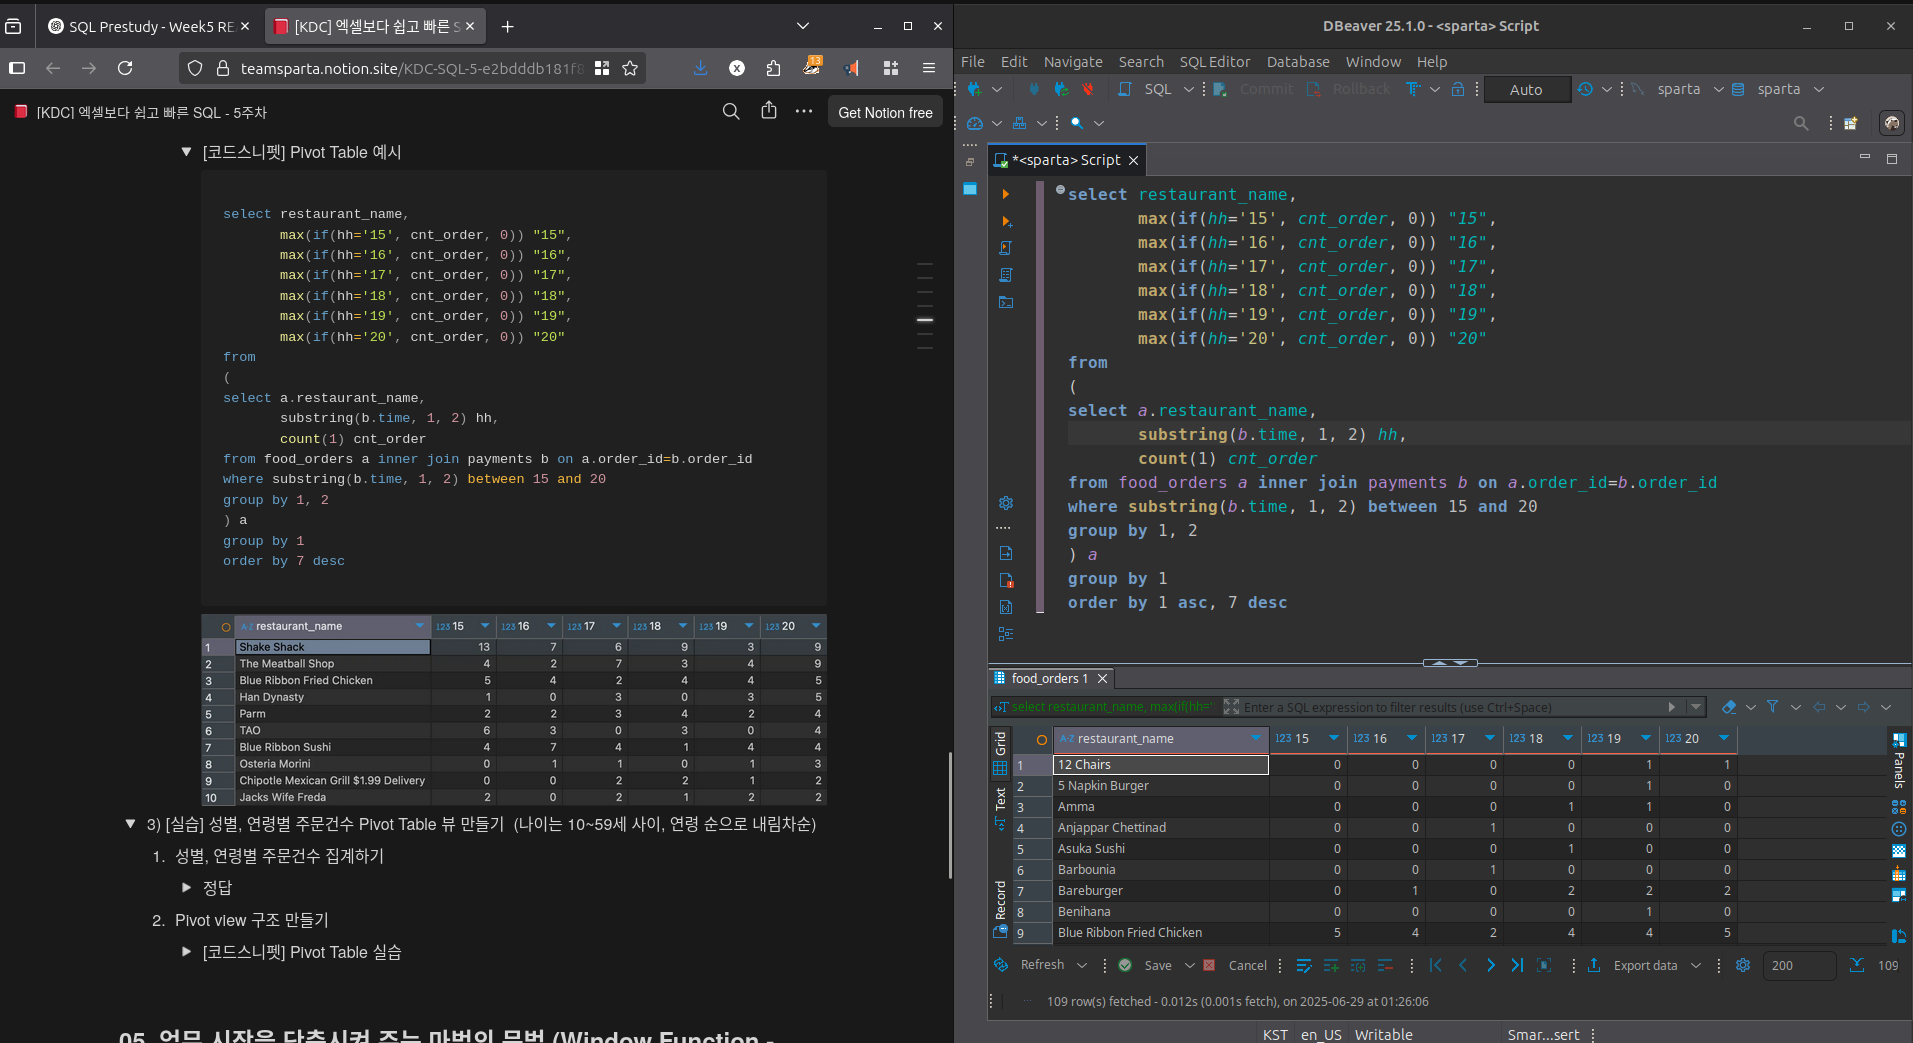 SQL Prestudy - Week5 RE
[KDC] 엑셀보다 쉽고 빠른 S
teamsparta.notion.site/KDC-SQL-5-e2bdddb181f8
13
[KDC] 엑셀보다 쉽고 빠른 SQL - 5주차
Get Notion free
[코드스니펫] Pivot Table 예시
select restaurant_name,
max(if(hh='15', cnt_order, 0)) "15",
max(if(hh='16', cnt_order, 0)) "16",
max(if(hh='17', cnt_order, 0)) "17",
max(if(hh='18', cnt_order, 0)) "18",
max(if(hh='19', cnt_order, 0)) "19",
max(if(hh='20', cnt_order, 0)) "20"
from
(
select a.restaurant_name,
substring(b.time, 1, 2) hh,
count(1) cnt_order
from food_orders a inner join payments b on a.order_id=b.order_id
where substring(b.time, 1, 2) between 15 and 20
group by 1, 2
) a
group by 1
order by 7 desc
A-Z restaurant_name 123 15 123 16 123 17 123 18 123 19 123 20
1 Shake Shack 13 7 6 9 3 9
2 The Meatball Shop 4 2 7 3 4 9
3 Blue Ribbon Fried Chicken 5 4 2 4 4 5
4 Han Dynasty 1 0 3 0 3 5
5 Parm 2 2 3 4 2 4
6 TAO 6 3 0 3 0 4
7 Blue Ribbon Sushi 4 7 4 1 4 4
8 Osteria Morini 0 1 1 0 1 3
9 Chipotle Mexican Grill $1.99 Delivery 0 0 2 2 1 2
10 Jacks Wife Freda 2 0 2 1 2 2
3) [실습] 성별, 연령별 주문건수 Pivot Table 뷰 만들기 (나이는 10~59세 사이, 연령 순으로 내림차순)
1. 성별, 연령별 주문건수 집계하기
정답
2. Pivot view 구조 만들기
[코드스니펫] Pivot Table 실습
05. 업무 시작을 단축시켜 주는 마법의 문법 (Window Function -
DBeaver 25.1.0 - <sparta> Script
File Edit Navigate Search SQL Editor Database Window Help
SQL Commit Rollback Auto sparta sparta
*<sparta> Script
select restaurant_name,
max(if(hh='15', cnt_order, 0)) "15",
max(if(hh='16', cnt_order, 0)) "16",
max(if(hh='17', cnt_order, 0)) "17",
max(if(hh='18', cnt_order, 0)) "18",
max(if(hh='19', cnt_order, 0)) "19",
max(if(hh='20', cnt_order, 0)) "20"
from
(
select a.restaurant_name,
substring(b.time, 1, 2) hh,
count(1) cnt_order
from food_orders a inner join payments b on a.order_id=b.order_id
where substring(b.time, 1, 2) between 15 and 20
group by 1, 2
) a
group by 1
order by 1 asc, 7 desc
food_orders 1
select restaurant_name, max(if(hh=' Enter a SQL expression to filter results (use Ctrl+Space)
Grid
Text
Record
A-Z restaurant_name 123 15 123 16 123 17 123 18 123 19 123 20
1 12 Chairs 0 0 0 0 1 1
2 5 Napkin Burger 0 0 0 0 1 0
3 Amma 0 0 0 1 1 0
4 Anjappar Chettinad 0 0 1 0 0 0
5 Asuka Sushi 0 0 0 1 0 0
6 Barbounia 0 0 1 0 0 0
7 Bareburger 0 1 0 2 2 2
8 Benihana 0 0 0 0 1 0
9 Blue Ribbon Fried Chicken 5 4 2 4 4 5
Panels
Refresh Save Cancel Export data 200 109
109 row(s) fetched - 0.012s (0.001s fetch), on 2025-06-29 at 01:26:06
KST en_US Writable Smar...sert